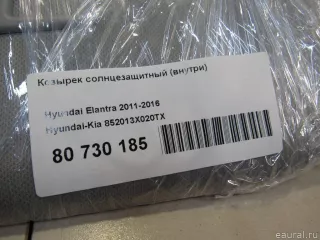 Козырек солнцезащитный (внутри)
Hyundai Elantra 2011-2016
Hyundai-Kia 852013X020TX
80 730 185
© eaural.ru